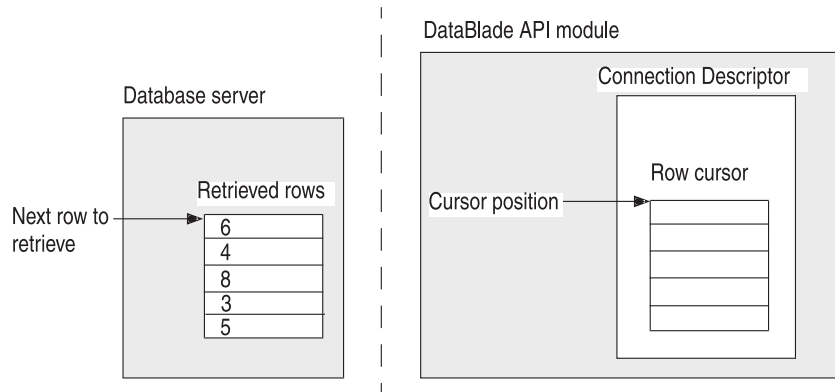 DataBlade API module
Connection Descriptor
Database server
Row cursor
Retrieved rows
Cursor position
Next row to
retrieve
6
4
8
3
5